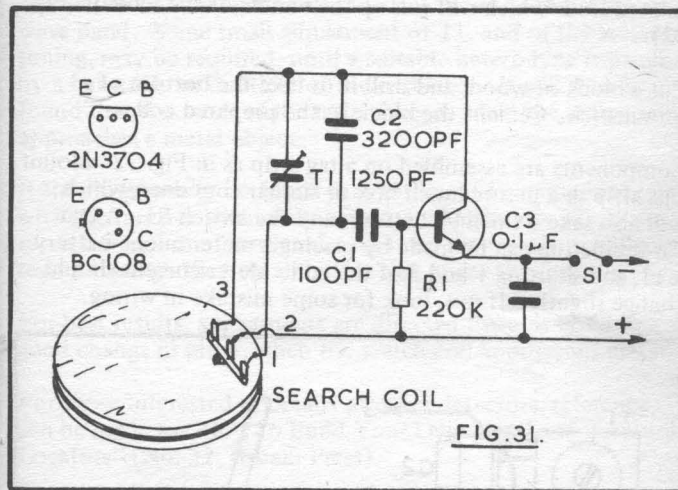 E B
2N3704
E B
C
BC108
C2
3200PF
T1 1250PF
C1
100PF
R1
220K
C3
0.1µF
S1
+
3
2
1
SEARCH COIL
FIG.31.